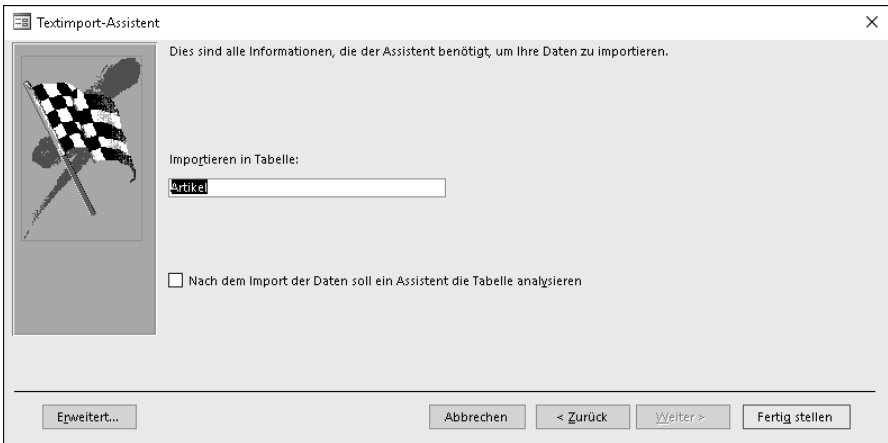 Textimport-Assistent
Dies sind alle Informationen, die der Assistent benötigt, um Ihre Daten zu importieren.
Importieren in Tabelle:
Artikel
Nach dem Import der Daten soll ein Assistent die Tabelle analysieren
Erweitert... Abbrechen < Zurück Weiter > Fertig stellen